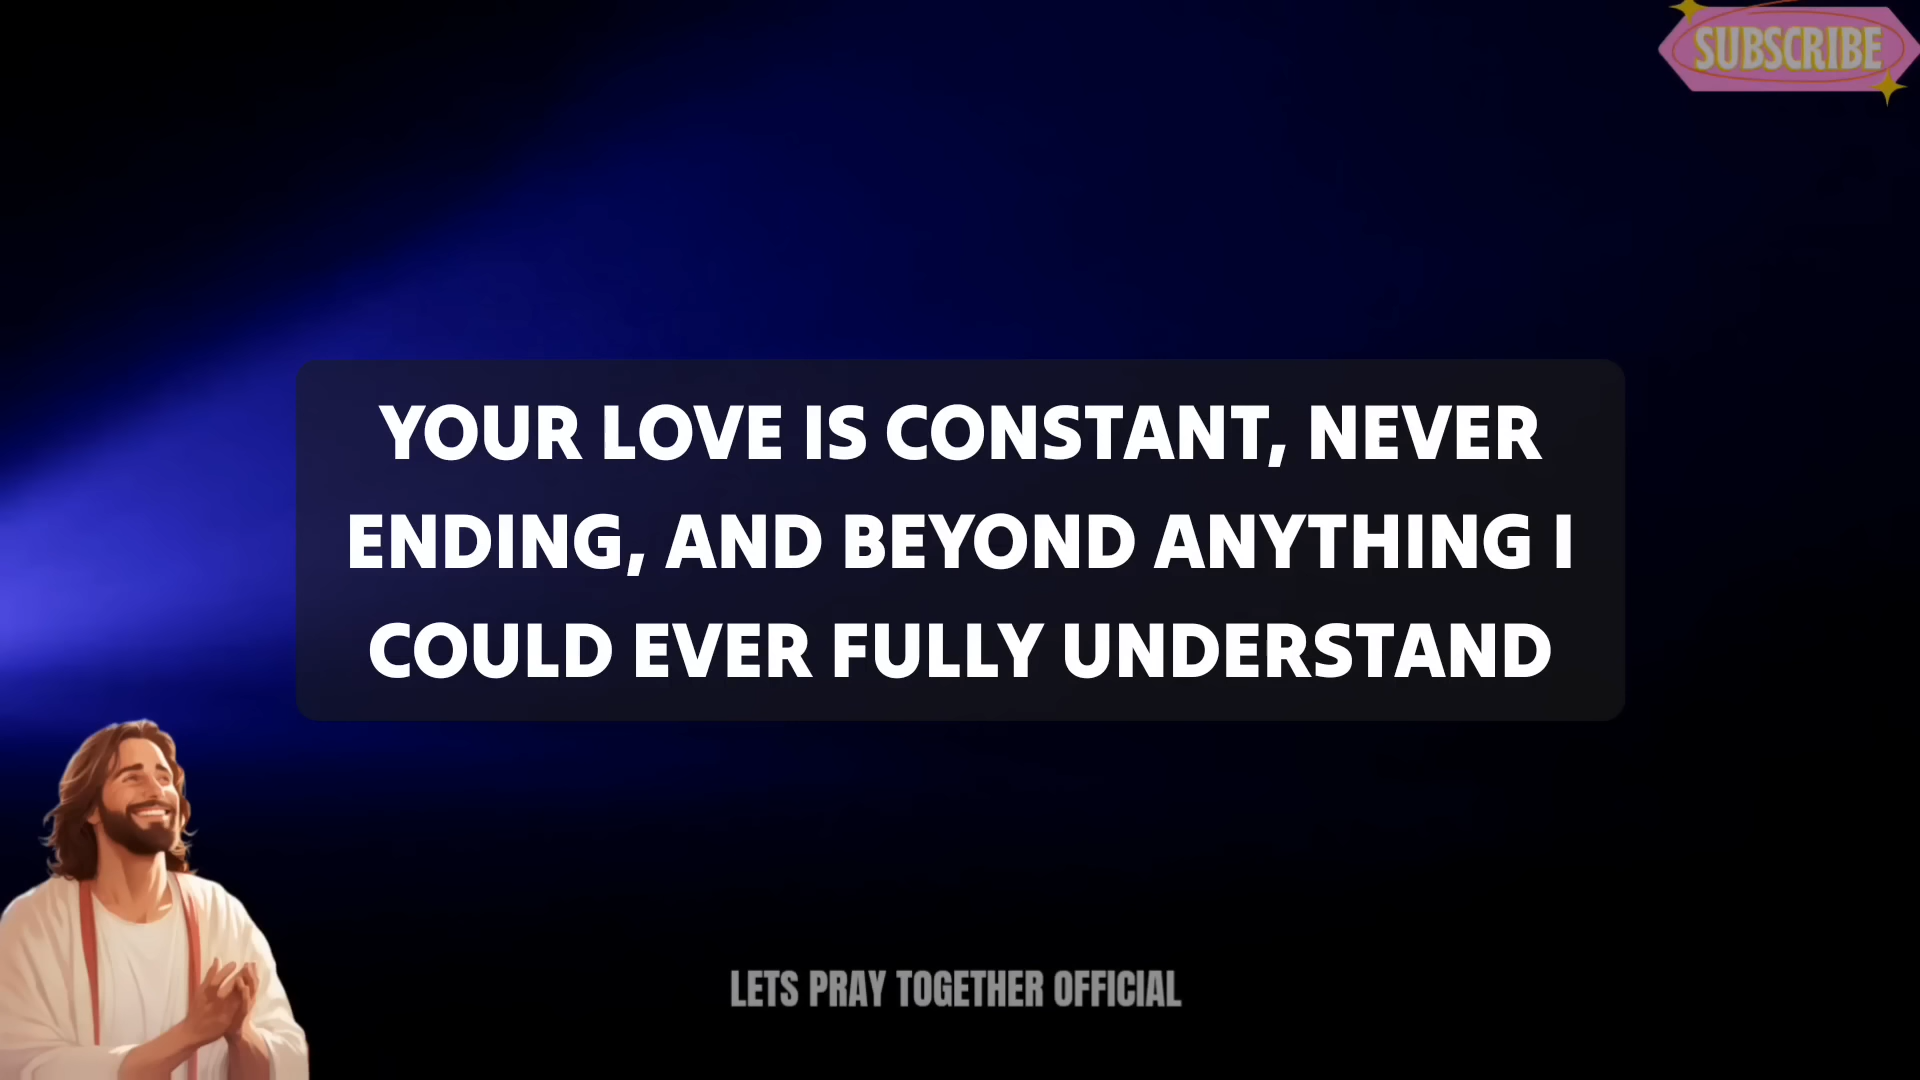 SUBSCRIBE
YOUR LOVE IS CONSTANT, NEVER
ENDING, AND BEYOND ANYTHING I
COULD EVER FULLY UNDERSTAND
LETS PRAY TOGETHER OFFICIAL